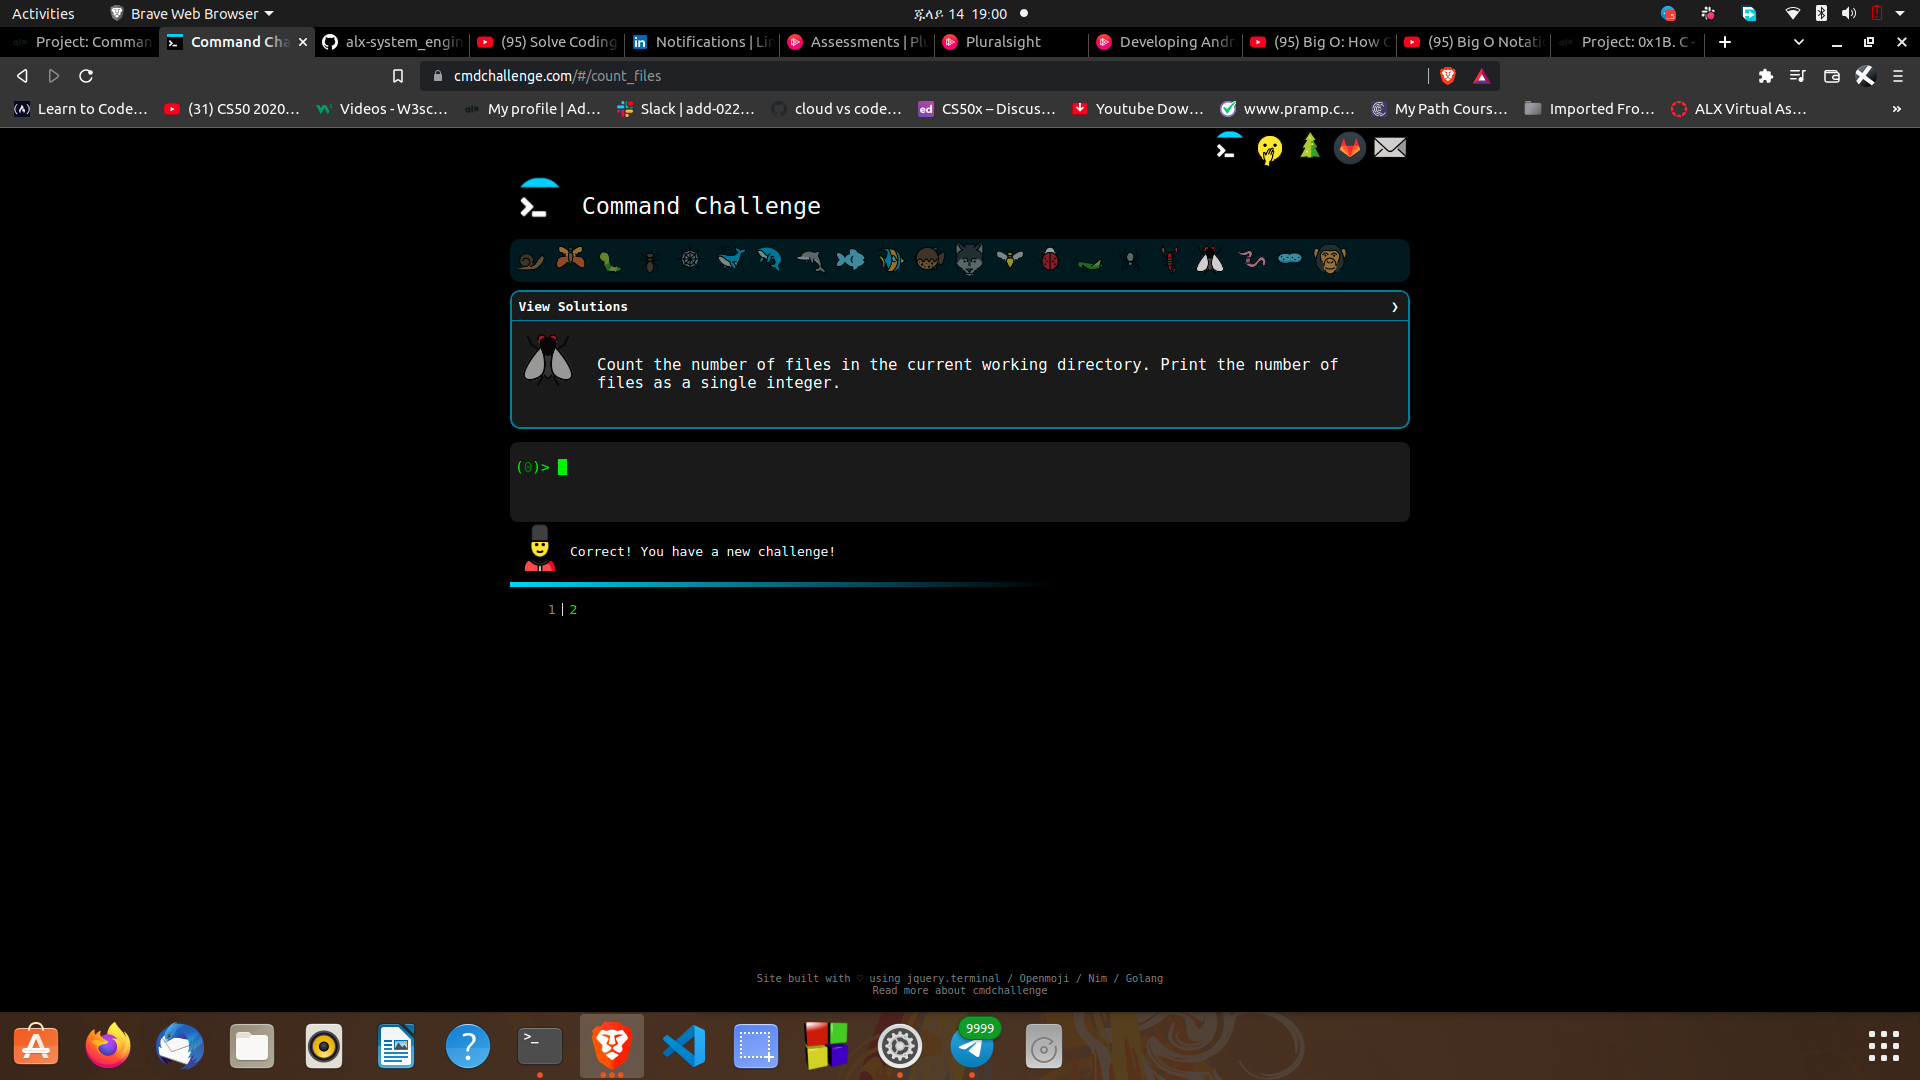 Activities
Brave Web Browser
ጁላይ 14 19:00
Project: Comman
Command Cha
alx-system_engin
(95) Solve Coding
Notifications | Lin
Assessments | Plu
Pluralsight
Developing Andr
(95) Big O: How C
(95) Big O Notati
Project: 0x1B. C -
cmdchallenge.com/#/count_files
Learn to Code...
(31) CS50 2020...
Videos - W3sc...
My profile | Ad...
Slack | add-022...
cloud vs code...
ed
CS50x – Discus...
Youtube Dow...
www.pramp.c...
My Path Cours...
Imported Fro...
ALX Virtual As...
»
Command Challenge
View Solutions
Count the number of files in the current working directory. Print the number of
files as a single integer.
(0)>
Correct! You have a new challenge!
1| 2
Site built with ♡ using jquery.terminal / Openmoji / Nim / Golang
Read more about cmdchallenge
9999